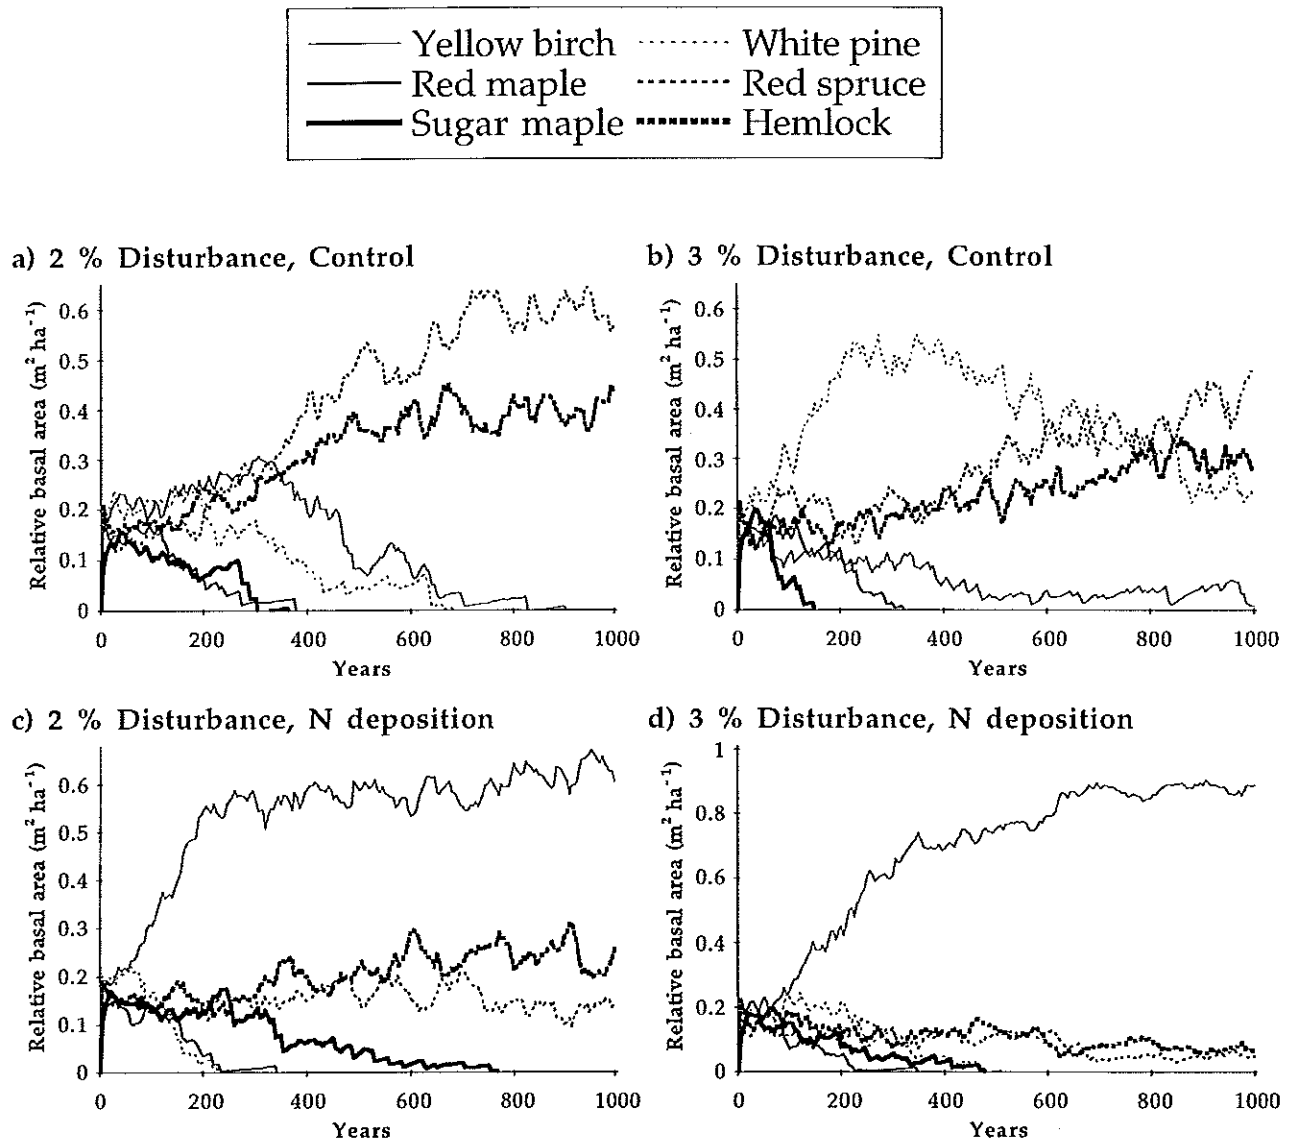 Yellow birch White pine
Red maple Red spruce
Sugar maple Hemlock
a) 2 % Disturbance, Control
Relative basal area (m² ha⁻¹)
0.6
0.5
0.4
0.3
0.2
0.1
0
0 200 400 600 800 1000
Years
b) 3 % Disturbance, Control
Relative basal area (m² ha⁻¹)
0.6
0.5
0.4
0.3
0.2
0.1
0
0 200 400 600 800 1000
Years
c) 2 % Disturbance, N deposition
Relative basal area (m² ha⁻¹)
0.6
0.5
0.4
0.3
0.2
0.1
0
0 200 400 600 800 1000
Years
d) 3 % Disturbance, N deposition
Relative basal area (m² ha⁻¹)
1
0.8
0.6
0.4
0.2
0
0 200 400 600 800 1000
Years